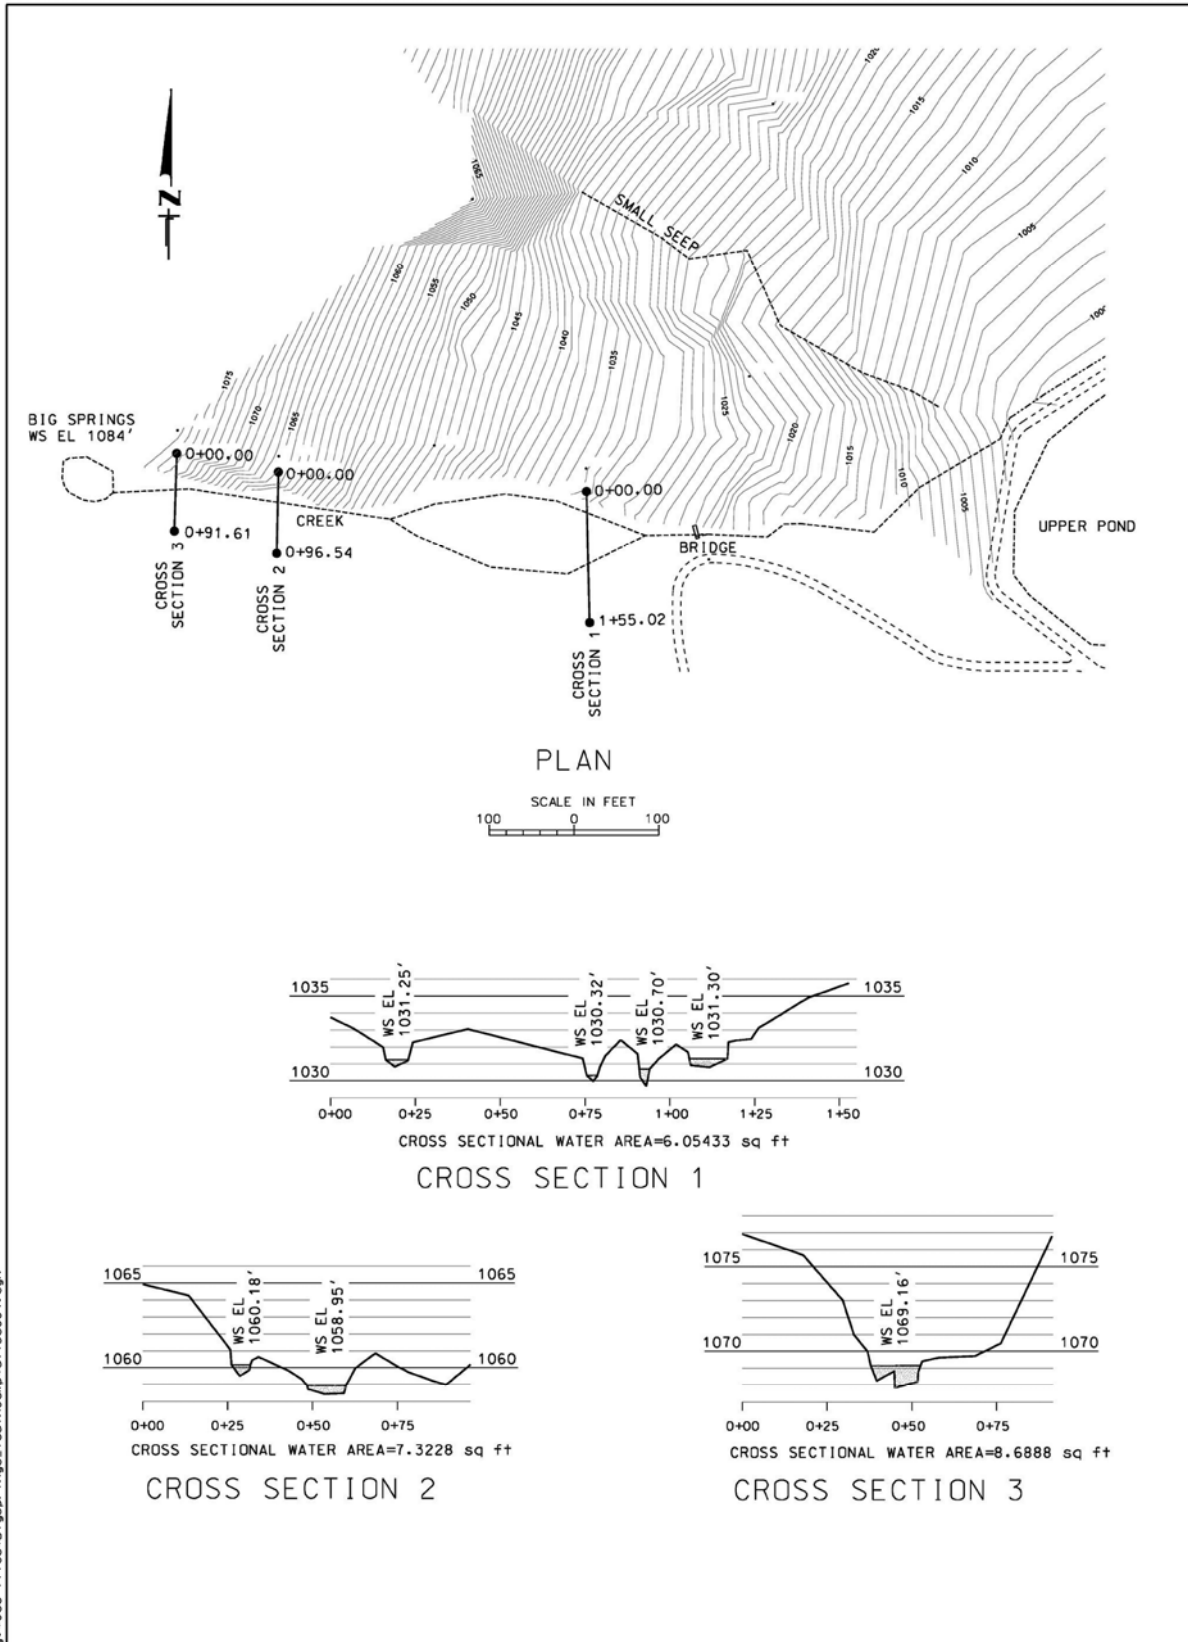 1020
1015
1010
1065
N
SMALL SEEP
1005
1060
1055
1050
1045
1040
1035
1000
1075
1070
1065
1025
1020
1015
1010
1005
BIG SPRINGS
WS EL 1084'
0+00.00
0+00.00
0+00.00
CREEK
UPPER POND
0+91.61
0+96.54
BRIDGE
CROSS
SECTION 3
CROSS
SECTION 2
1+55.02
CROSS
SECTION 1
PLAN
SCALE IN FEET
100 0 100
WS EL
1031.25'
WS EL
1030.32'
WS EL
1030.70'
WS EL
1031.30'
1035 1035
1030 1030
0+00 0+25 0+50 0+75 1+00 1+25 1+50
CROSS SECTIONAL WATER AREA=6.05433 sq ft
CROSS SECTION 1
1065 1065
WS EL
1060.18'
WS EL
1058.95'
1060 1060
0+00 0+25 0+50 0+75
CROSS SECTIONAL WATER AREA=7.3228 sq ft
CROSS SECTION 2
1075 1075
WS EL
1069.16'
1070 1070
0+00 0+25 0+50 0+75
CROSS SECTIONAL WATER AREA=8.6888 sq ft
CROSS SECTION 3